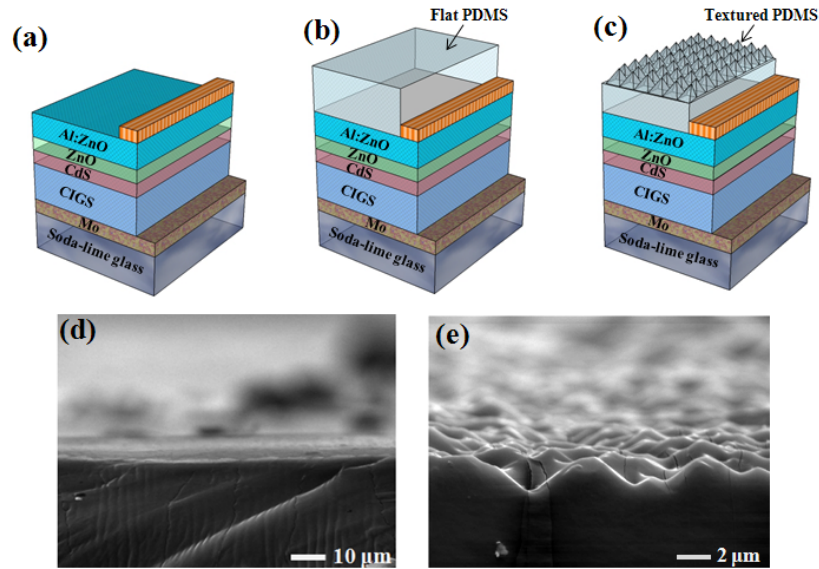 (a)
Al:ZnO
ZnO
CdS
CIGS
Mo
Soda-lime glass
(b)
Flat PDMS
Al:ZnO
ZnO
CdS
CIGS
Mo
Soda-lime glass
(c)
Textured PDMS
Al:ZnO
ZnO
CdS
CIGS
Mo
Soda-lime glass
(d)
10 μm
(e)
2 μm